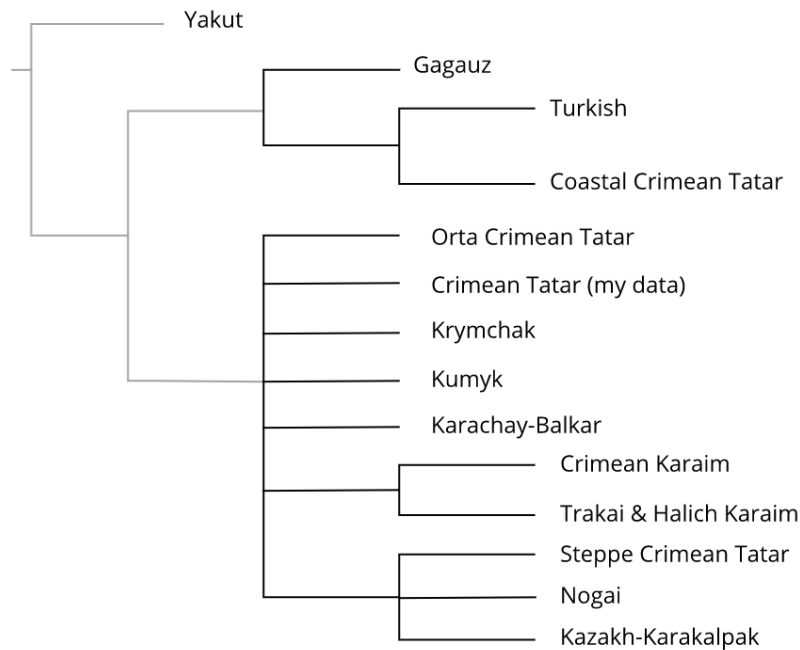 Yakut
Gagauz
Turkish
Coastal Crimean Tatar
Orta Crimean Tatar
Crimean Tatar (my data)
Krymchak
Kumyk
Karachay-Balkar
Crimean Karaim
Trakai & Halich Karaim
Steppe Crimean Tatar
Nogai
Kazakh-Karakalpak